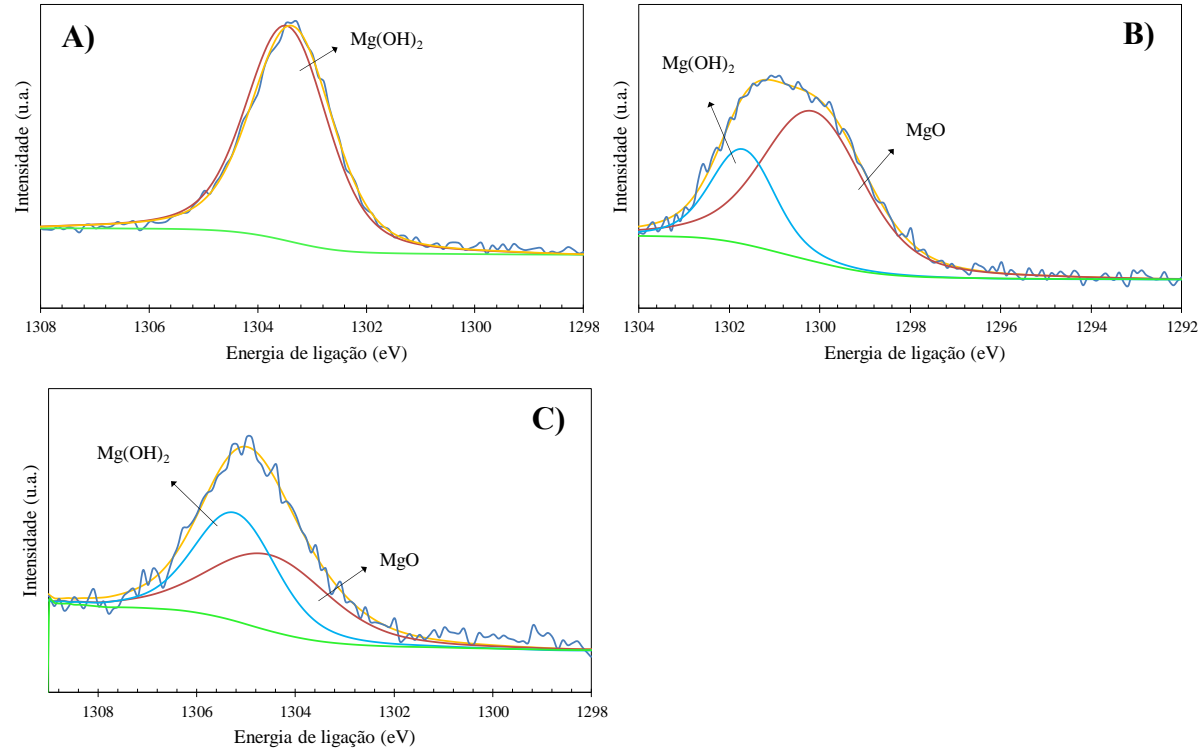 A)
Mg(OH)2
Intensidade (u.a.)
1308 1306 1304 1302 1300 1298
Energia de ligação (eV)
B)
Mg(OH)2
MgO
Intensidade (u.a.)
1304 1302 1300 1298 1296 1294 1292
Energia de ligação (eV)
C)
Mg(OH)2
MgO
Intensidade (u.a.)
1308 1306 1304 1302 1300 1298
Energia de ligação (eV)